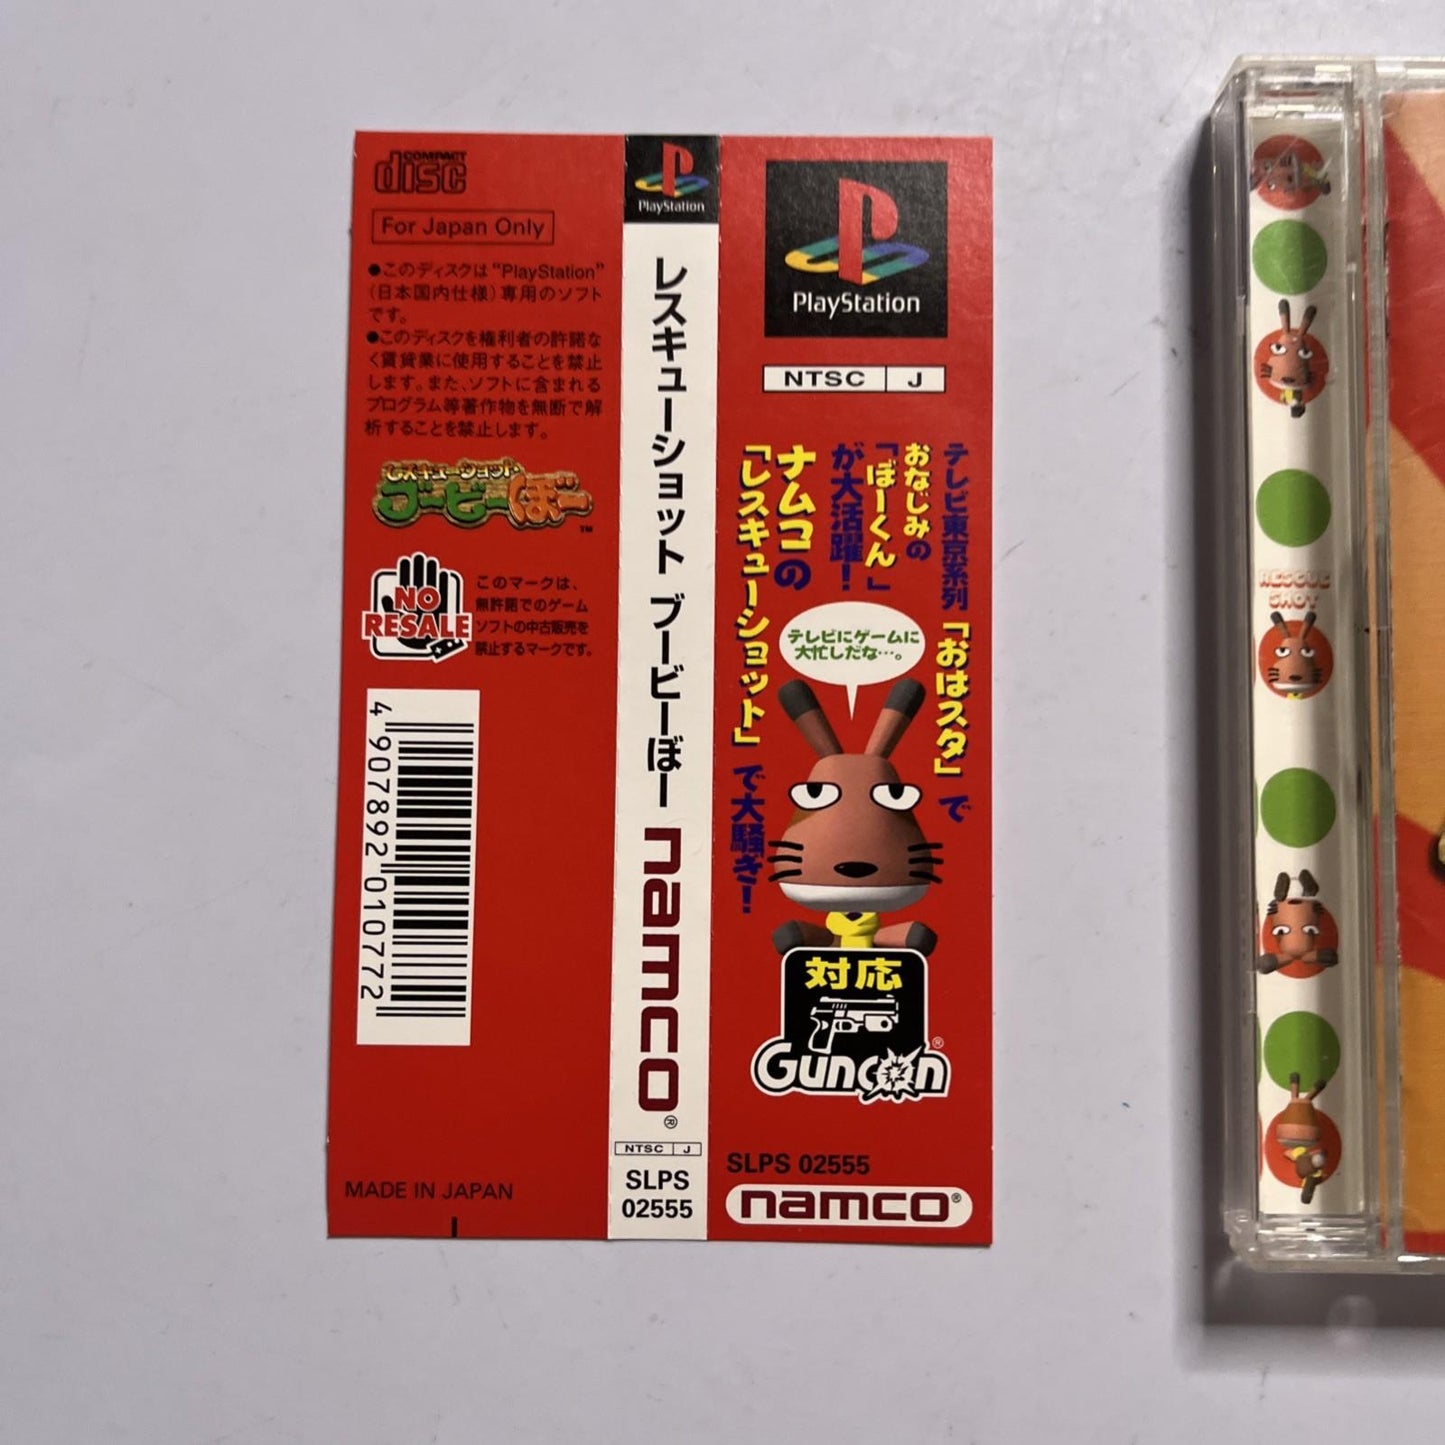 COMPACT
disc
For Japan Only
●このディスクは“PlayStation”
(日本国内仕様)専用のソフト
です。
●このディスクを権利者の許諾な
く賃貸業に使用することを禁止
します。また、ソフトに含まれる
プログラム等著作物を無断で解
析することを禁止します。
レスキューショット
ブービーぼー
TM
NO
RESALE
このマークは、
無許諾でのゲーム
ソフトの中古販売を
禁止するマークです。
4 907892 010772
MADE IN JAPAN
PlayStation
レスキューショット ブービーぼー
namco®
NTSC J
SLPS
02555
PlayStation
NTSC J
テレビ東京系列「おはスタ」で
おなじみの
「ぼーくん」
が大活躍!
ナムコの
「レスキューショット」で大騒ぎ!
テレビにゲームに
大忙しだな…。
対応
Guncon®
SLPS 02555
namco®
RESCUE
SHOT